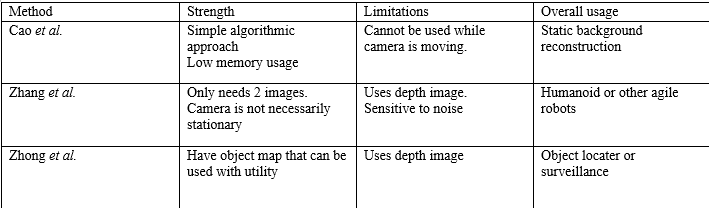 Method Strength Limitations Overall usage
Cao et al. Simple algorithmic Cannot be used while Static background
approach camera is moving. reconstruction
Low memory usage
Zhang et al. Only needs 2 images. Uses depth image. Humanoid or other agile
Camera is not necessarily Sensitive to noise robots
stationary
Zhong et al. Have object map that can be Uses depth image Object locater or
used with utility surveillance